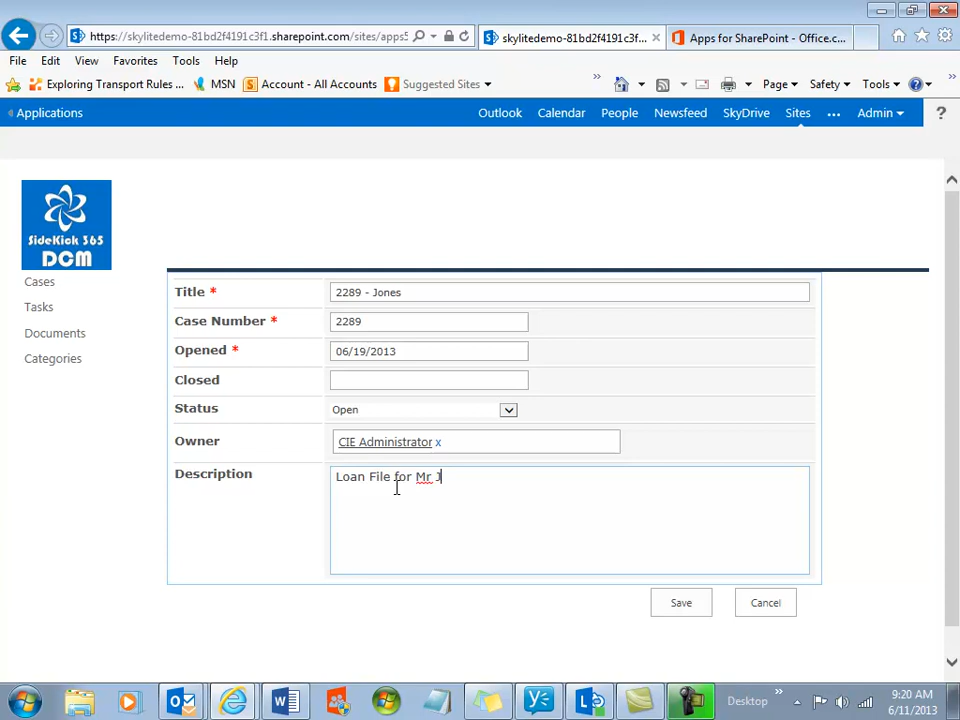 https://skylitedemo-81bd2f4191c3f1.sharepoint.com/sites/apps5
skylitedemo-81bd2f4191c3f...
Apps for SharePoint - Office.c...
File Edit View Favorites Tools Help
Exploring Transport Rules ... MSN Account - All Accounts Suggested Sites Page Safety Tools
Applications Outlook Calendar People Newsfeed SkyDrive Sites ... Admin ?
SideKick 365
DCM
Cases
Tasks
Documents
Categories
Title * 2289 - Jones
Case Number * 2289
Opened * 06/19/2013
Closed
Status Open
Owner CIE Administrator x
Description Loan File for Mr J
Save Cancel
Desktop 9:20 AM
6/11/2013